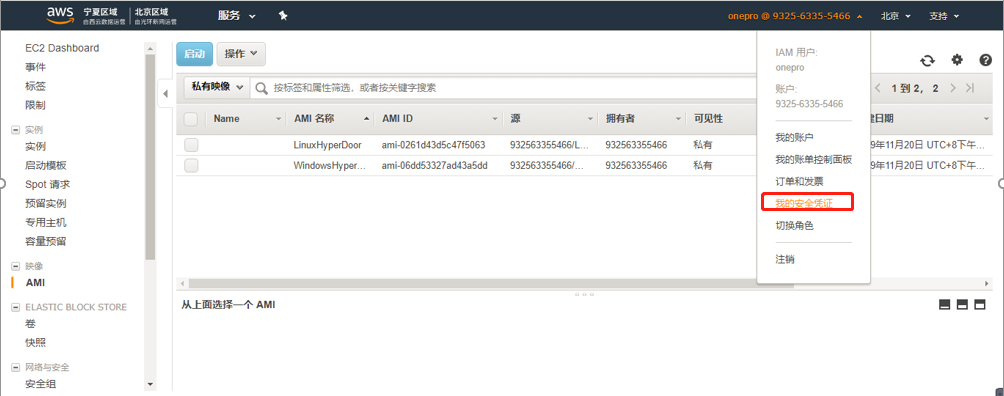 aws 宁夏区域 由西云数据运营 | 北京区域 由光环新网运营 服务 onepro @ 9325-6335-5466 北京 支持
EC2 Dashboard
事件
标签
限制
实例
实例
启动模板
Spot 请求
预留实例
专用主机
容量预留
映像
AMI
ELASTIC BLOCK STORE
卷
快照
网络与安全
安全组
启动 操作
私有映像 按标签和属性筛选，或者按关键字搜索 1 到 2， 2
Name AMI 名称 AMI ID 源 拥有者 可见性 建日期
LinuxHyperDoor ami-0261d43d5c47f5063 932563355466/L... 932563355466 私有 9年11月20日 UTC+8下午...
WindowsHyper... ami-06dd53327ad43a5dd 932563355466/... 932563355466 私有 9年11月20日 UTC+8下午...
IAM 用户:
onepro
账户:
9325-6335-5466
我的账户
我的账单控制面板
订单和发票
我的安全凭证
切换角色
注销
从上面选择一个 AMI